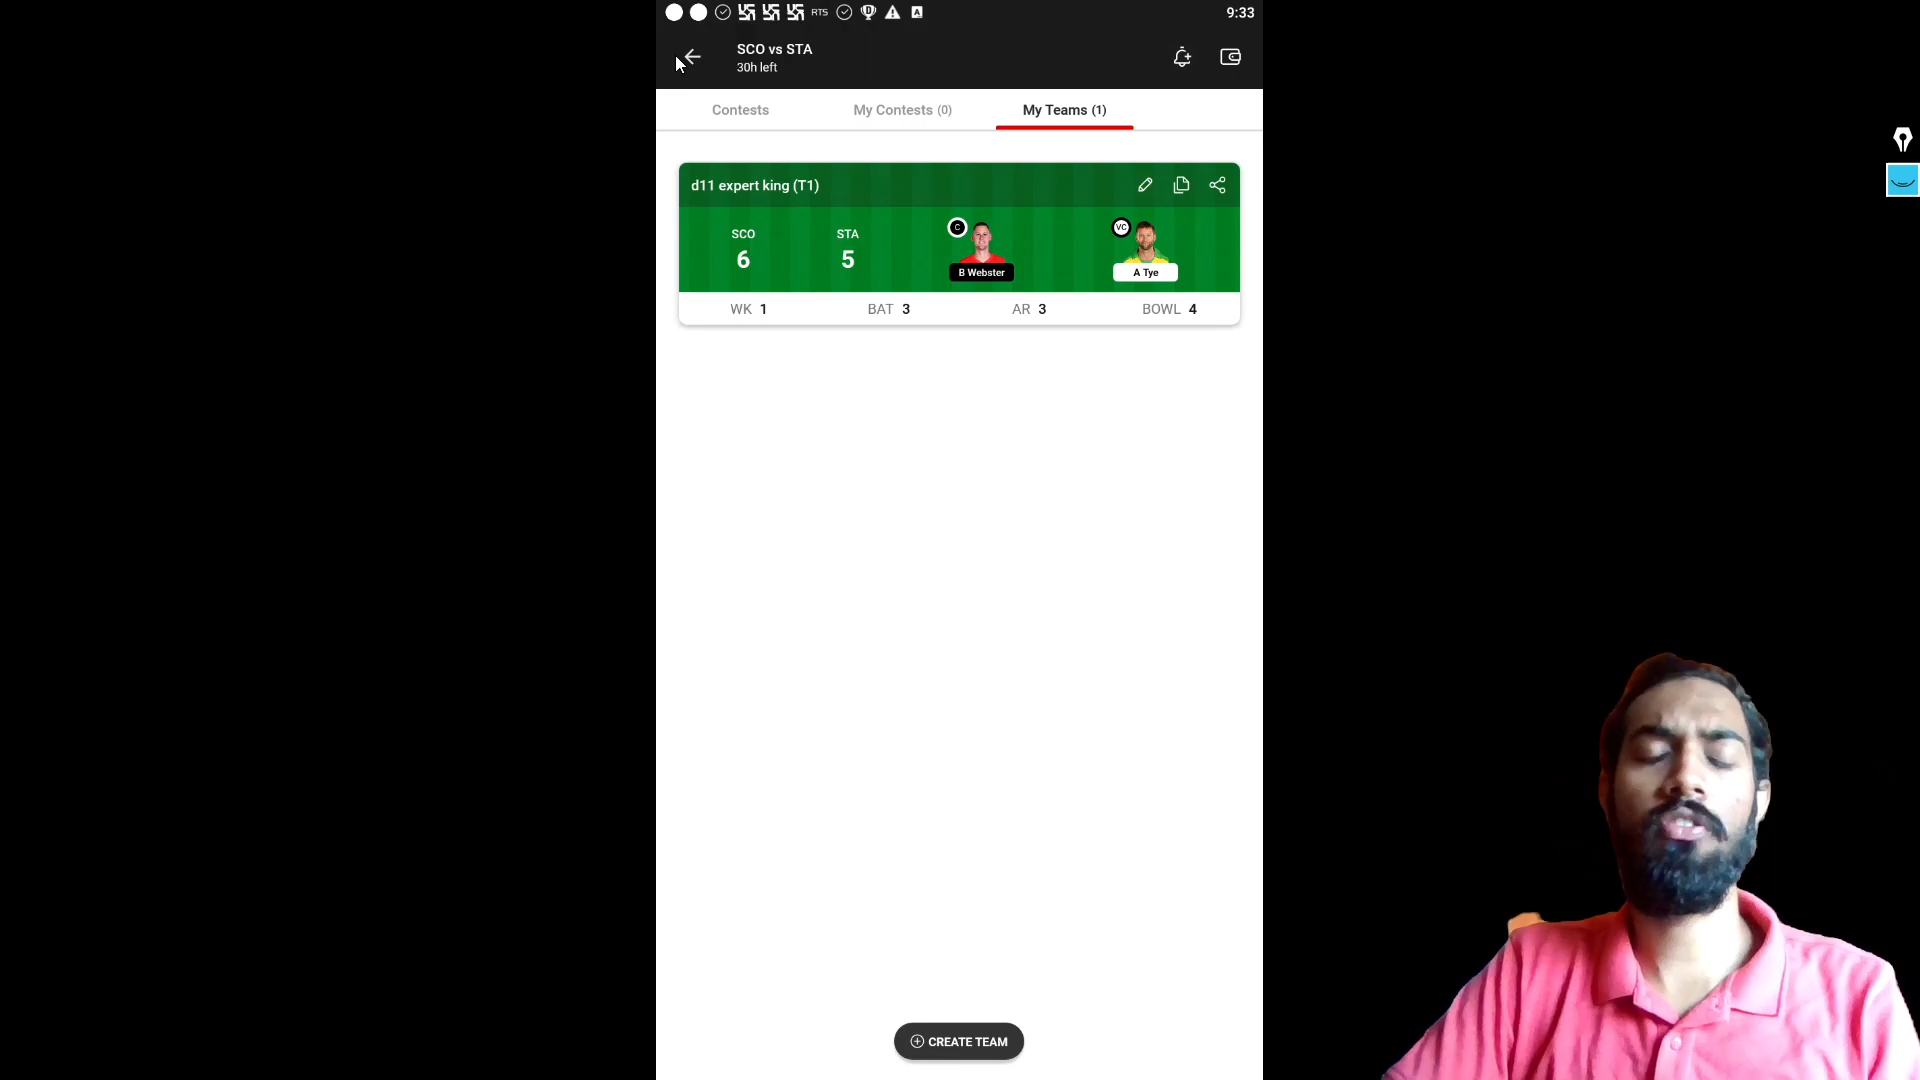 RTS
A
9:33
SCO vs STA
30h left
Contests
My Contests (0)
My Teams (1)
d11 expert king (T1)
SCO
6
STA
5
C
B Webster
VC
A Tye
WK 1
BAT 3
AR 3
BOWL 4
CREATE TEAM